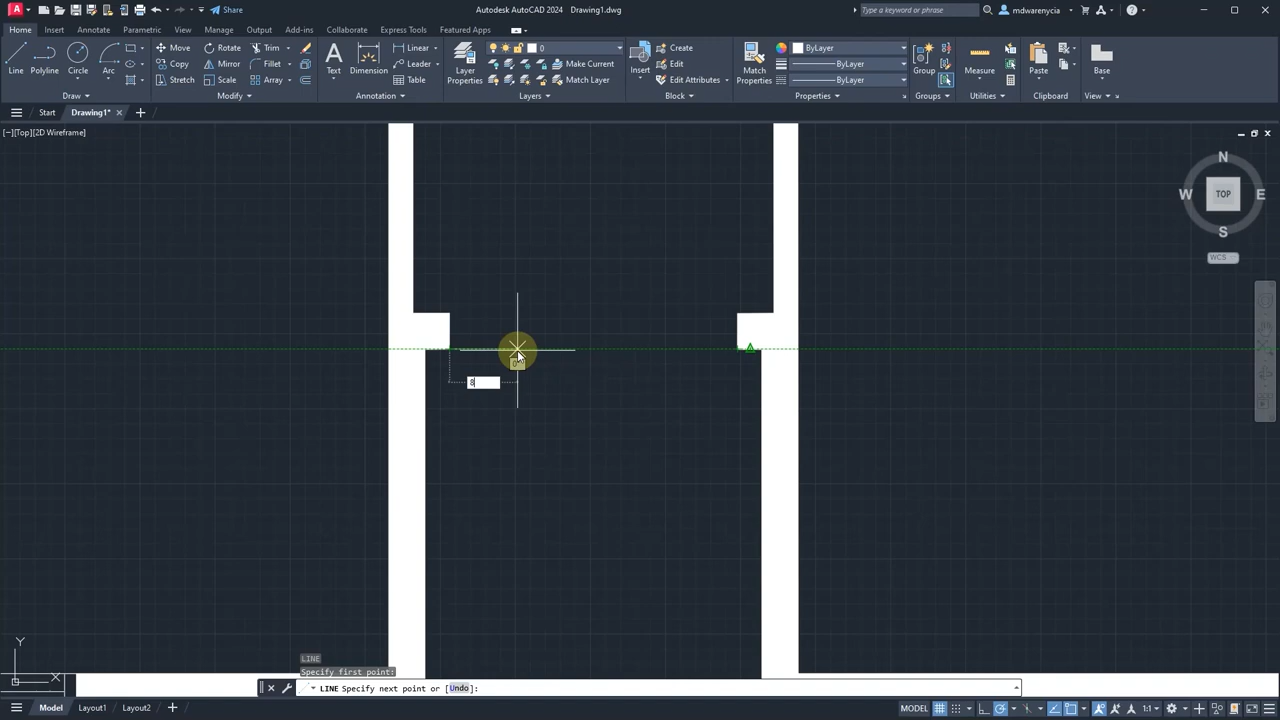 Share
Autodesk AutoCAD 2024 Drawing1.dwg
Type a keyword or phrase
mdwarenycia
Home
Insert
Annotate
Parametric
View
Manage
Output
Add-ins
Collaborate
Express Tools
Featured Apps
Line
Polyline
Circle
Arc
Move
Rotate
Trim
Copy
Mirror
Fillet
Stretch
Scale
Array
Text
Dimension
Linear
Leader
Table
Layer
Properties
0
Make Current
Match Layer
Insert
Create
Edit
Edit Attributes
Match
Properties
ByLayer
ByLayer
ByLayer
Group
Measure
Paste
Base
Draw
Modify
Annotation
Layers
Block
Properties
Groups
Utilities
Clipboard
View
Start
Drawing1*
[−][Top][2D Wireframe]
N
W
TOP
E
S
WCS
8
Y
X
LINE
Specify first point:
LINE Specify next point or [Undo]:
Model
Layout1
Layout2
MODEL
1:1